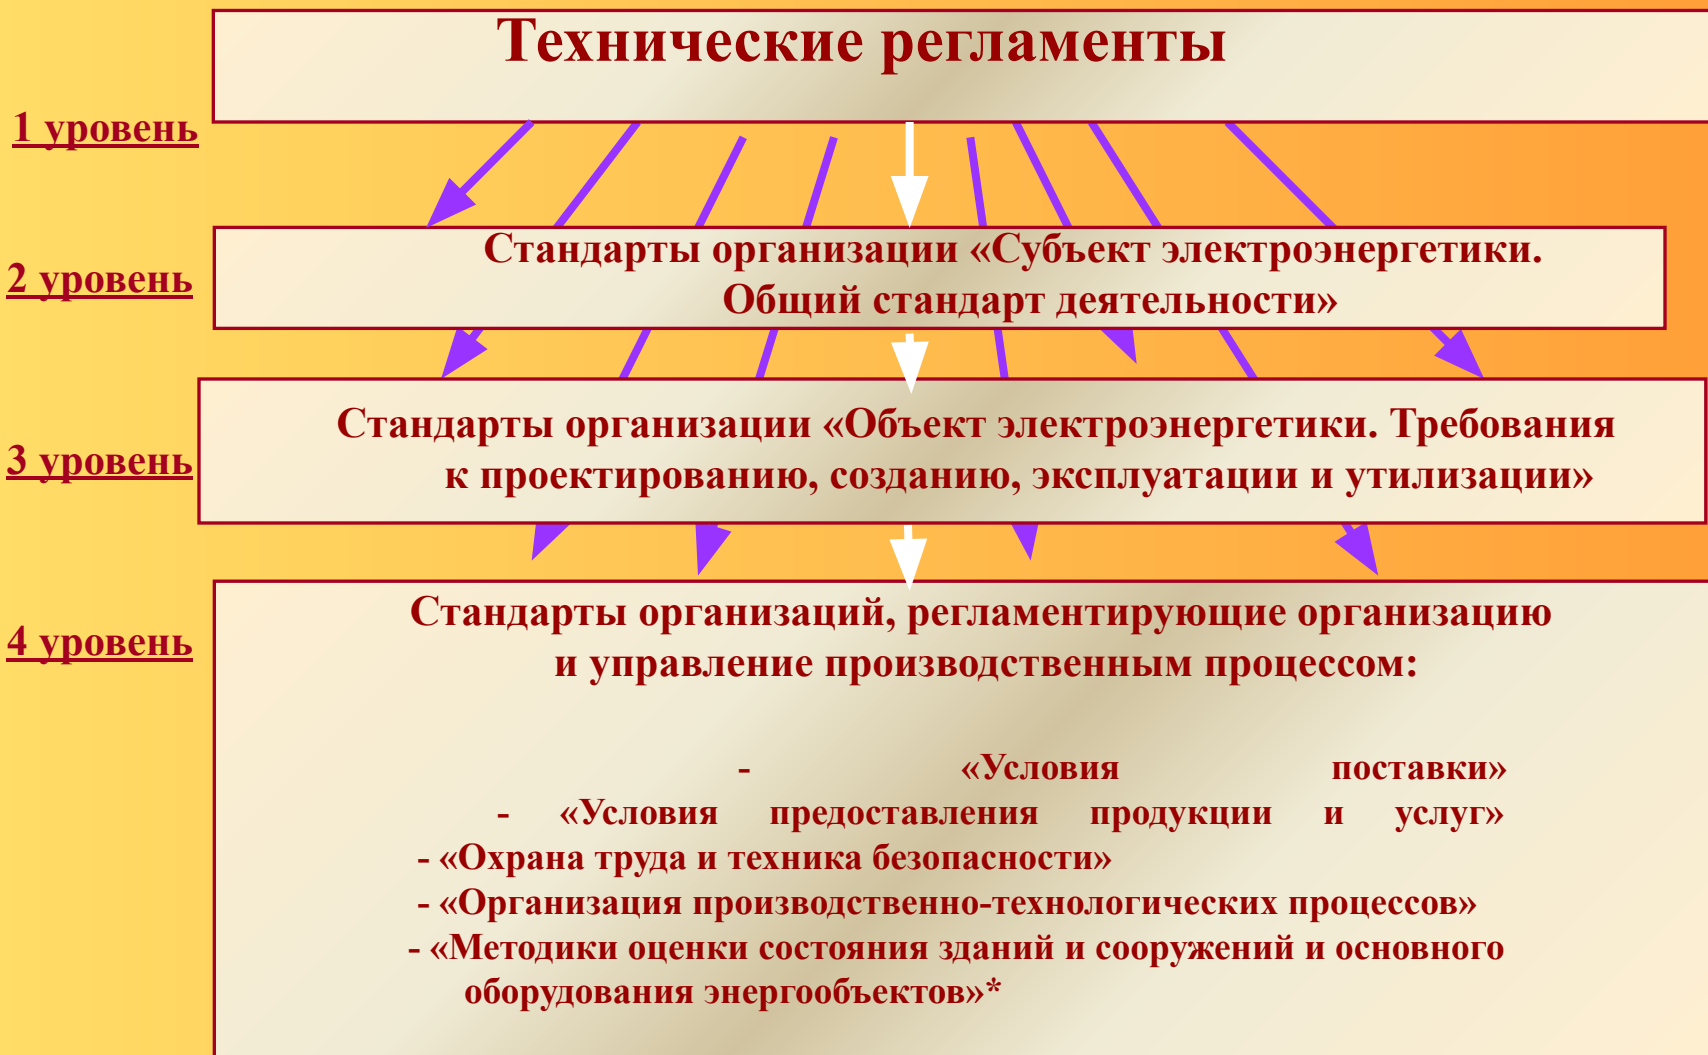 Технические регламенты
1 уровень
Стандарты организации «Субъект электроэнергетики.
Общий стандарт деятельности»
2 уровень
Стандарты организации «Объект электроэнергетики. Требования
к проектированию, созданию, эксплуатации и утилизации»
3 уровень
Стандарты организаций, регламентирующие организацию
и управление производственным процессом:
4 уровень
- «Условия поставки»
- «Условия предоставления продукции и услуг»
- «Охрана труда и техника безопасности»
- «Организация производственно-технологических процессов»
- «Методики оценки состояния зданий и сооружений и основного
оборудования энергообъектов»*